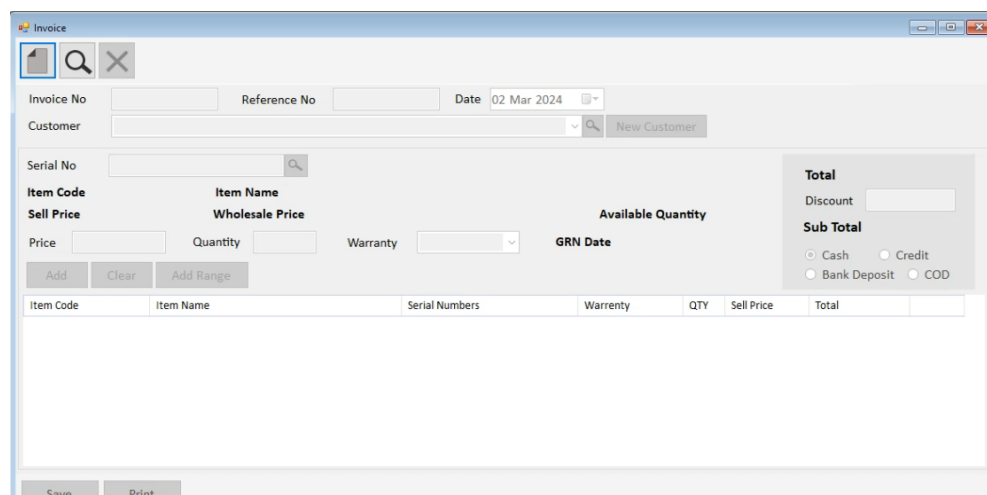 Invoice
Invoice No Reference No Date 02 Mar 2024
Customer New Customer
Serial No
Item Code Item Name
Sell Price Wholesale Price Available Quantity
Price Quantity Warranty GRN Date
Add Clear Add Range
Total
Discount
Sub Total
Cash Credit
Bank Deposit COD
Item Code Item Name Serial Numbers Warrenty QTY Sell Price Total
Save Print